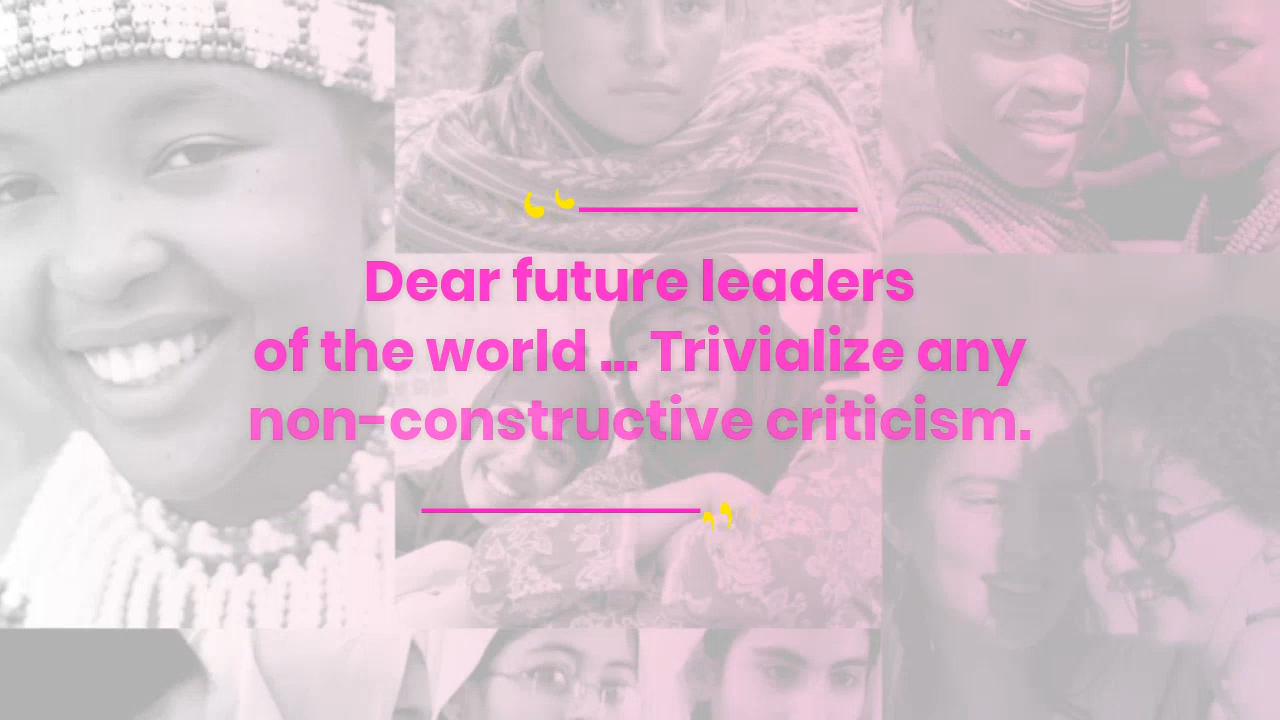 Dear future leaders
of the world ... Trivialize any
non-constructive criticism.